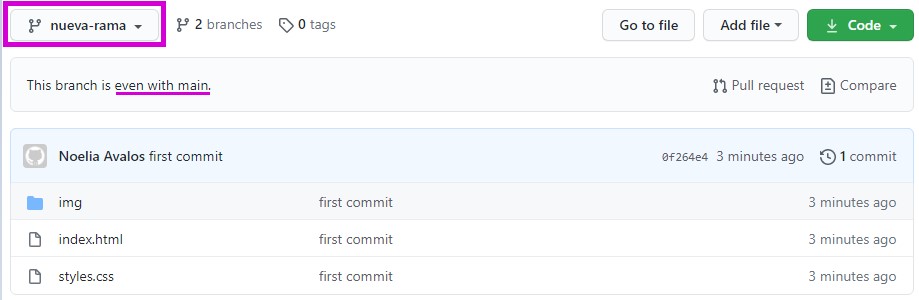 nueva-rama 2 branches 0 tags Go to file Add file Code
This branch is even with main. Pull request Compare
Noelia Avalos first commit 0f264e4 3 minutes ago 1 commit
img first commit 3 minutes ago
index.html first commit 3 minutes ago
styles.css first commit 3 minutes ago